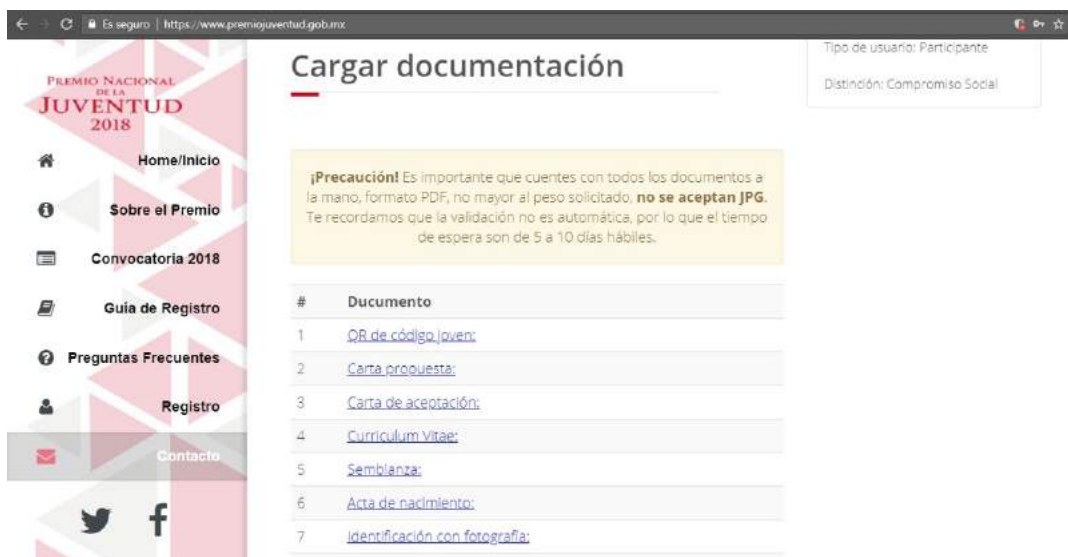 Es seguro | https://www.premiojuventud.gob.mx
PREMIO NACIONAL
DE LA
JUVENTUD
2018
Home/Inicio
Sobre el Premio
Convocatoria 2018
Guia de Registro
Preguntas Frecuentes
Registro
Contacto
Cargar documentación
Tipo de usuario: Participante
Distinción: Compromiso Social
¡Precaución! Es importante que cuentes con todos los documentos a
la mano, formato PDF, no mayor al peso solicitado, no se aceptan JPG.
Te recordamos que la validación no es automática, por lo que el tiempo
de espera son de 5 a 10 días hábiles.
# Ducumento
1 QR de código joven:
2 Carta propuesta:
3 Carta de aceptación:
4 Curriculum Vitae:
5 Semblanza:
6 Acta de nacimiento:
7 Identificación con fotografía: